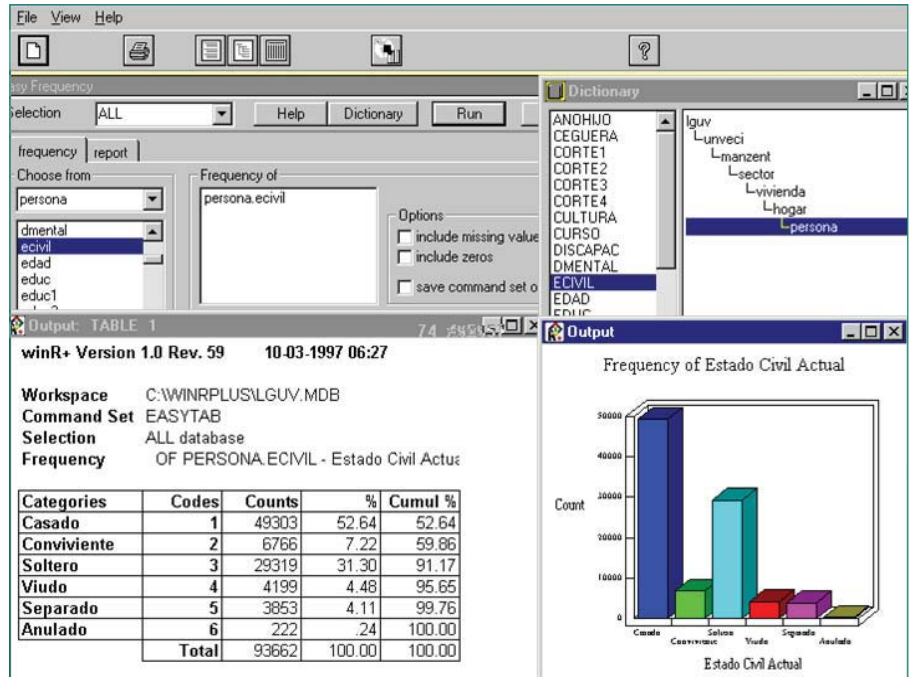 File View Help
?
asy Frequency
election ALL Help Dictionary Run
frequency report
Choose from
persona
dmental
ecivil
edad
educ
educ1
Frequency of
persona.ecivil
Options
include missing value
include zeros
save command set o
Dictionary
ANOHIJO
CEGUERA
CORTE1
CORTE2
CORTE3
CORTE4
CULTURA
CURSO
DISCAPAC
DMENTAL
ECIVIL
EDAD
EDUC
lguv
unveci
manzent
sector
vivienda
hogar
persona
Output: TABLE 1
winR+ Version 1.0 Rev. 59 10-03-1997 06:27
Workspace C:\WINRPLUS\LGUV.MDB
Command Set EASYTAB
Selection ALL database
Frequency OF PERSONA.ECIVIL - Estado Civil Actua
Categories Codes Counts % Cumul %
Casado 1 49303 52.64 52.64
Conviviente 2 6766 7.22 59.86
Soltero 3 29319 31.30 91.17
Viudo 4 4199 4.48 95.65
Separado 5 3853 4.11 99.76
Anulado 6 222 .24 100.00
Total 93662 100.00 100.00
Output
Frequency of Estado Civil Actual
Count
50000
40000
30000
20000
10000
0
Casado Conviviente Soltero Viudo Separado Anulado
Estado Civil Actual